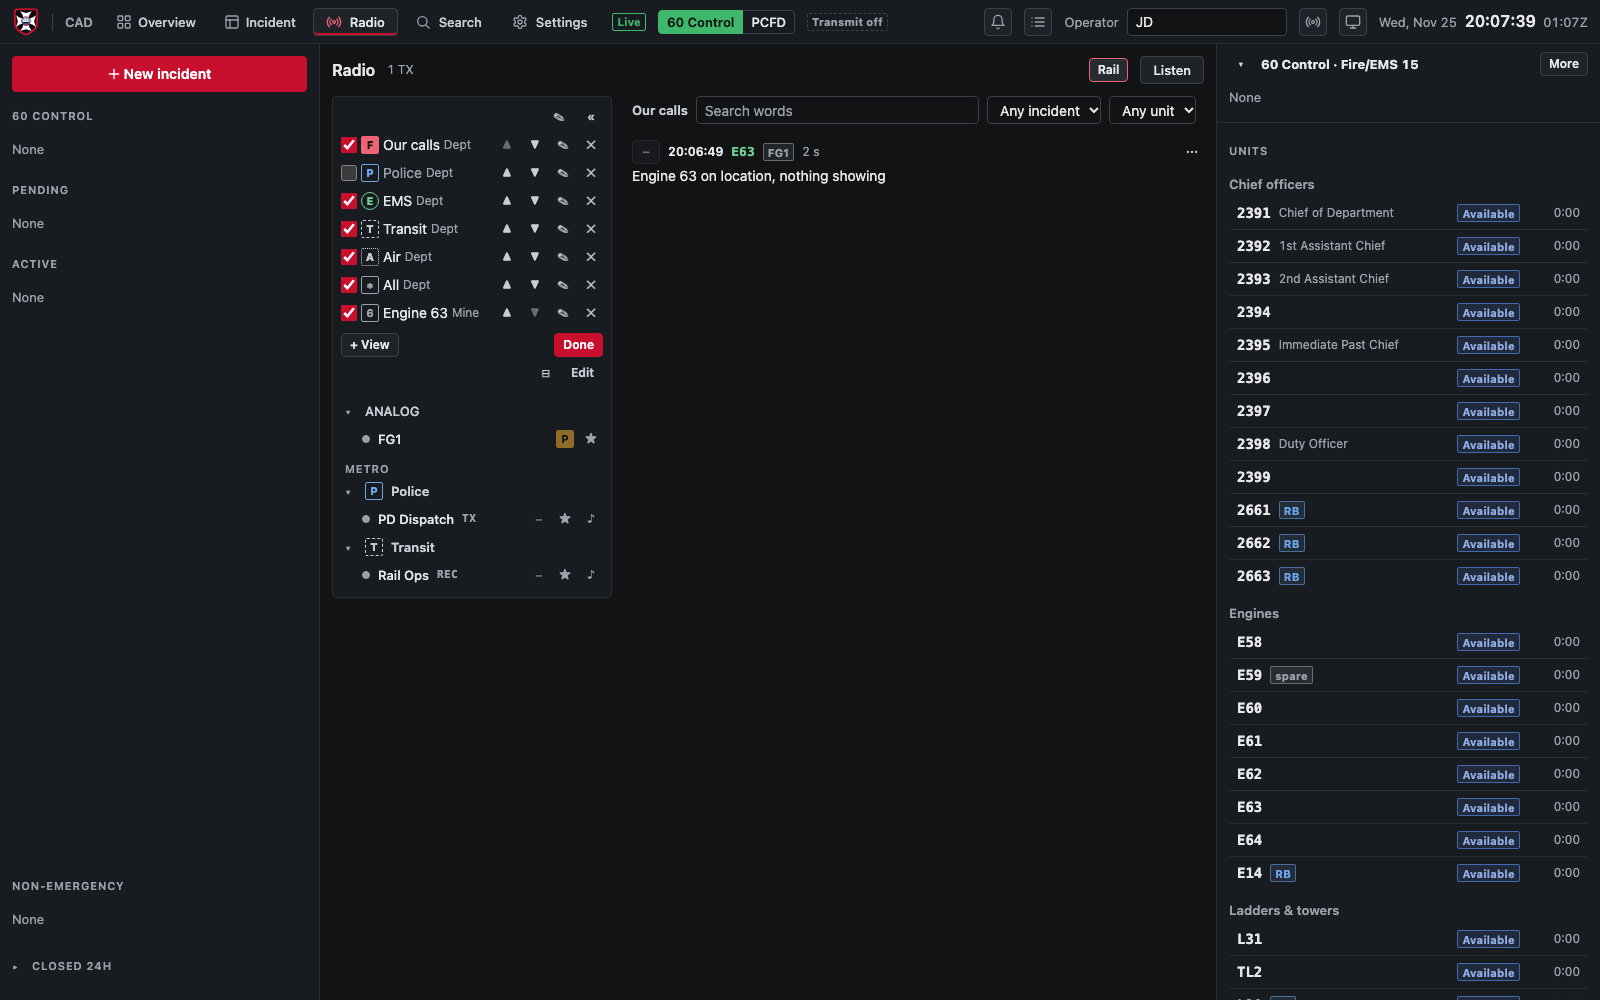 CAD Overview Incident Radio Search Settings Live 60 Control PCFD Transmit off Operator JD Wed, Nov 25 20:07:39 01:07Z
+ New incident
60 CONTROL
None
PENDING
None
ACTIVE
None
NON-EMERGENCY
None
CLOSED 24H
Radio 1 TX Rail Listen
F Our calls Dept
P Police Dept
E EMS Dept
T Transit Dept
A Air Dept
* All Dept
6 Engine 63 Mine
+ View Done
Edit
ANALOG
FG1 P
METRO
P Police
PD Dispatch TX –
T Transit
Rail Ops REC –
Our calls Search words Any incident Any unit
– 20:06:49 E63 FG1 2 s
Engine 63 on location, nothing showing
60 Control · Fire/EMS 15 More
None
UNITS
Chief officers
2391 Chief of Department Available 0:00
2392 1st Assistant Chief Available 0:00
2393 2nd Assistant Chief Available 0:00
2394 Available 0:00
2395 Immediate Past Chief Available 0:00
2396 Available 0:00
2397 Available 0:00
2398 Duty Officer Available 0:00
2399 Available 0:00
2661 RB Available 0:00
2662 RB Available 0:00
2663 RB Available 0:00
Engines
E58 Available 0:00
E59 spare Available 0:00
E60 Available 0:00
E61 Available 0:00
E62 Available 0:00
E63 Available 0:00
E64 Available 0:00
E14 RB Available 0:00
Ladders & towers
L31 Available 0:00
TL2 Available 0:00